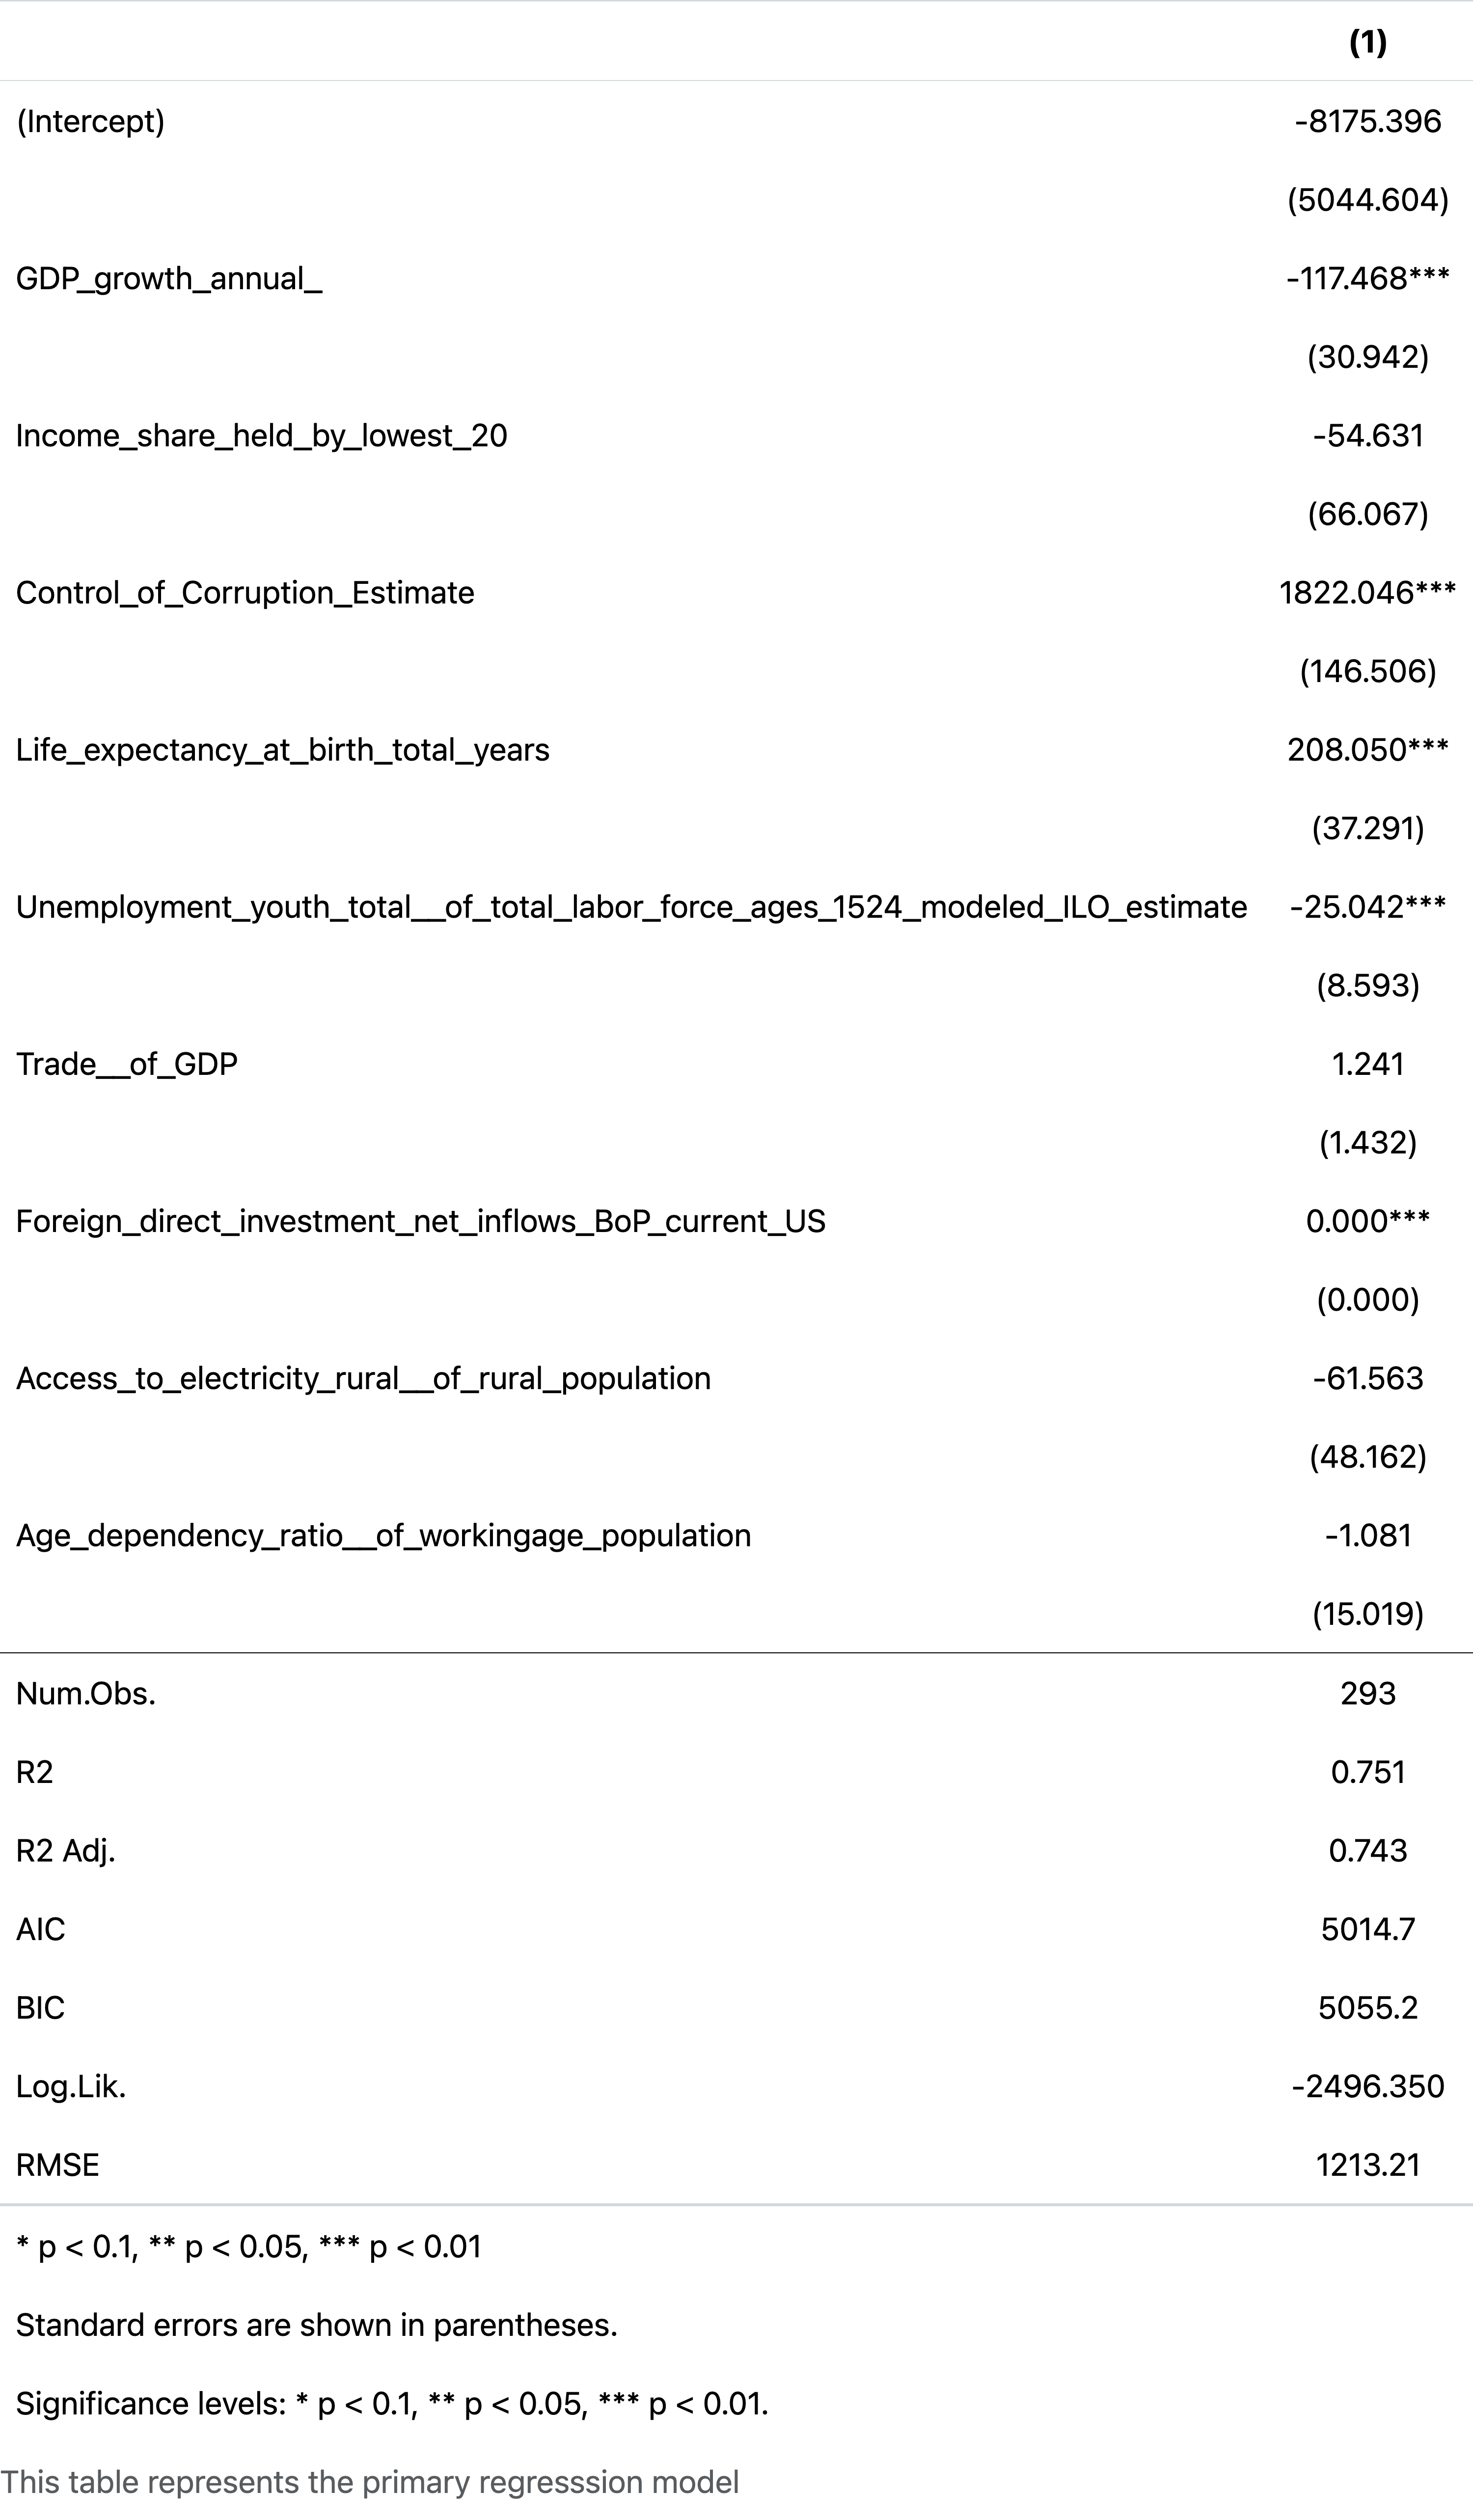 (1)
(Intercept) -8175.396
(5044.604)
GDP_growth_annual_ -117.468***
(30.942)
Income_share_held_by_lowest_20 -54.631
(66.067)
Control_of_Corruption_Estimate 1822.046***
(146.506)
Life_expectancy_at_birth_total_years 208.050***
(37.291)
Unemployment_youth_total__of_total_labor_force_ages_1524_modeled_ILO_estimate -25.042***
(8.593)
Trade__of_GDP 1.241
(1.432)
Foreign_direct_investment_net_inflows_BoP_current_US 0.000***
(0.000)
Access_to_electricity_rural__of_rural_population -61.563
(48.162)
Age_dependency_ratio__of_workingage_population -1.081
(15.019)
Num.Obs. 293
R2 0.751
R2 Adj. 0.743
AIC 5014.7
BIC 5055.2
Log.Lik. -2496.350
RMSE 1213.21
* p < 0.1, ** p < 0.05, *** p < 0.01
Standard errors are shown in parentheses.
Significance levels: * p < 0.1, ** p < 0.05, *** p < 0.01.
This table represents the primary regresssion model